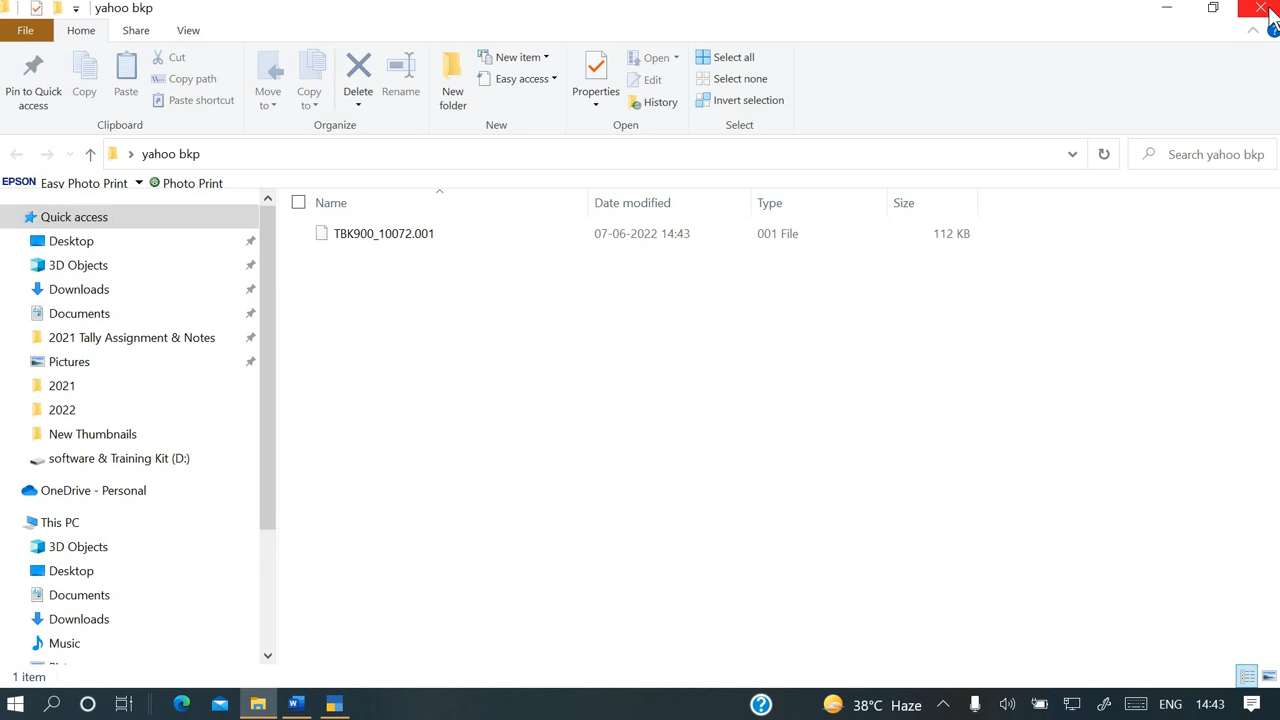 yahoo bkp
File Home Share View
Pin to Quick access
Copy
Paste
Cut
Copy path
Paste shortcut
Clipboard
Move to
Copy to
Delete
Rename
Organize
New folder
New item
Easy access
New
Properties
Open
Edit
History
Open
Select all
Select none
Invert selection
Select
yahoo bkp
Search yahoo bkp
EPSON Easy Photo Print Photo Print
Name Date modified Type Size
TBK900_10072.001 07-06-2022 14:43 001 File 112 KB
Quick access
Desktop
3D Objects
Downloads
Documents
2021 Tally Assignment & Notes
Pictures
2021
2022
New Thumbnails
software & Training Kit (D:)
OneDrive - Personal
This PC
3D Objects
Desktop
Documents
Downloads
Music
1 item
38°C Haze ENG 14:43